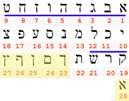 א ב ג ד ה ו ז ח ט
9 8 7 6 5 4 3 2 1
י כ ל מ נ ס ע פ צ
18 17 16 15 14 13 12 11 10
ק ר ש ת ך ם ן ף ץ
27 26 25 24 23 22 21 20 19
א
28